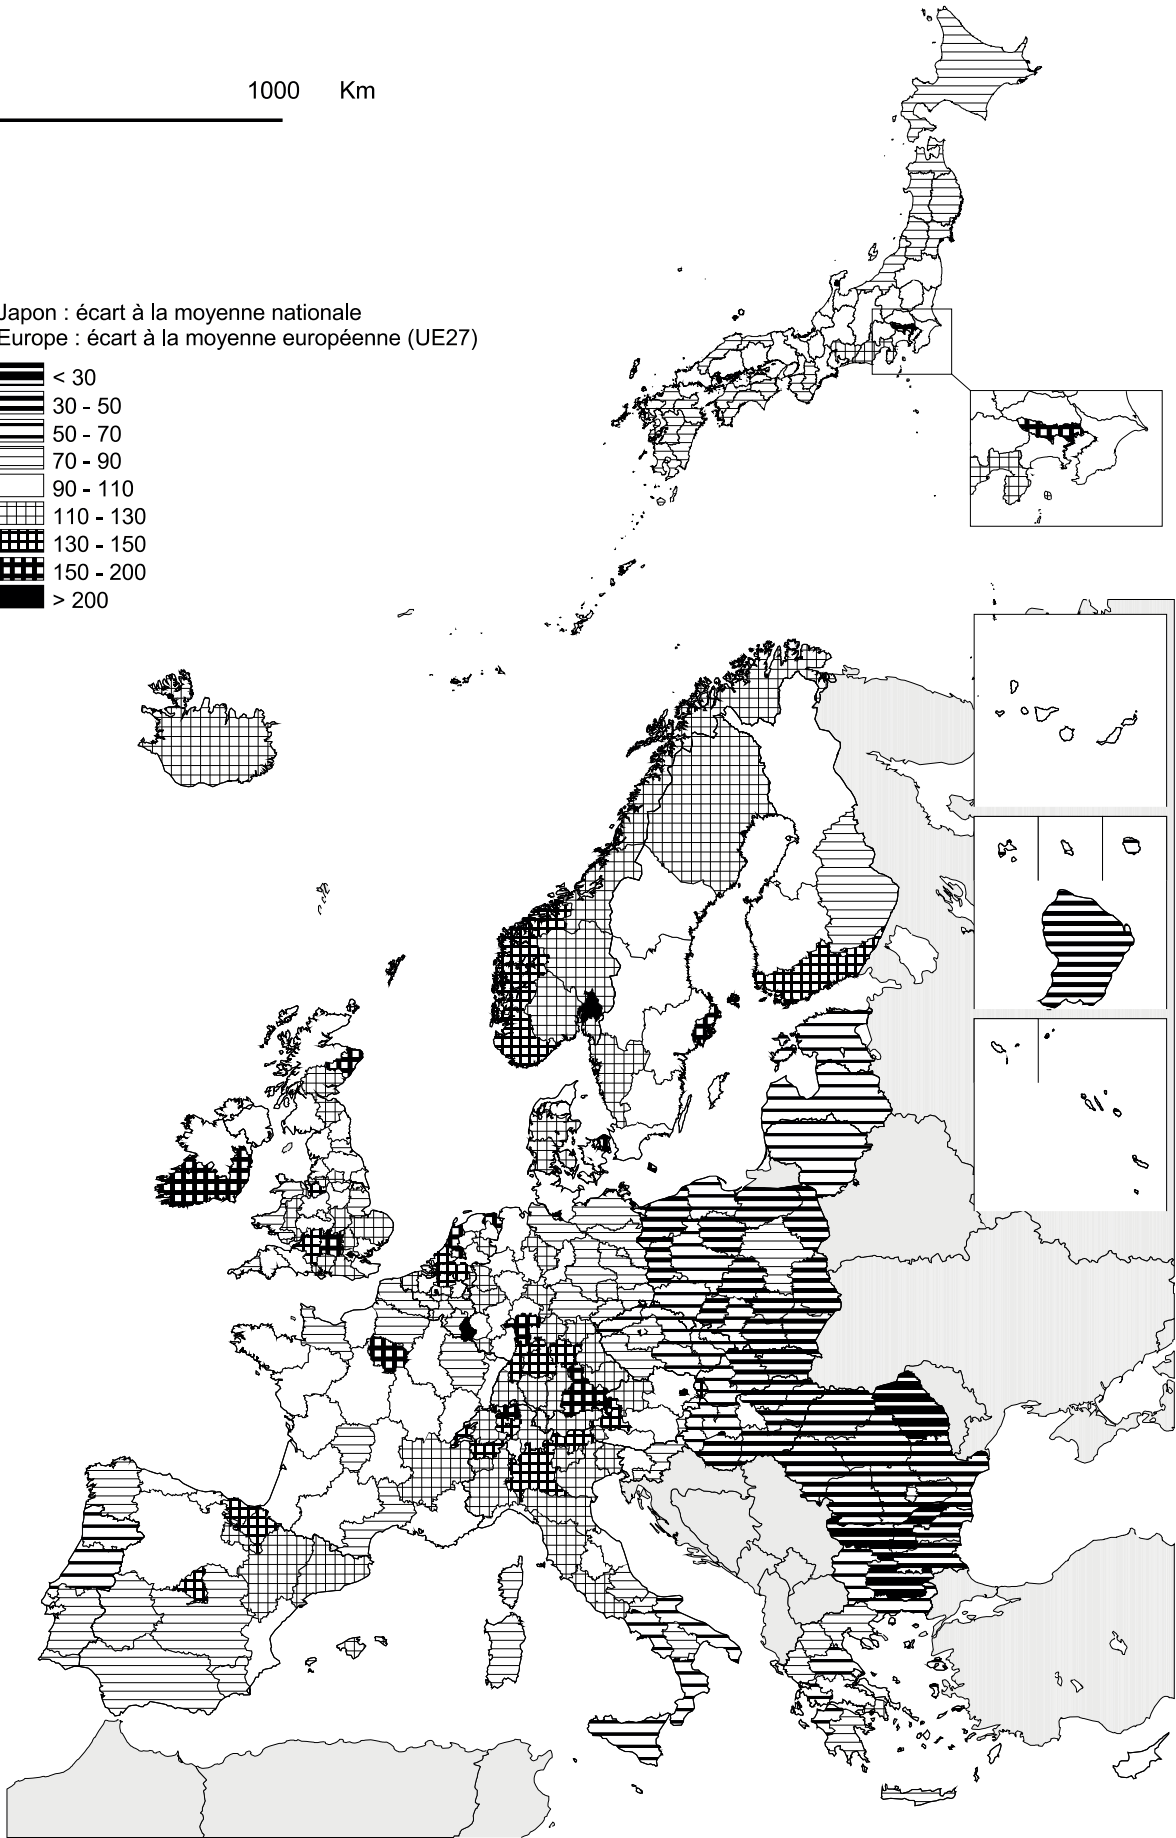 1000 Km
Japon : écart à la moyenne nationale
Europe : écart à la moyenne européenne (UE27)
< 30
30 - 50
50 - 70
70 - 90
90 - 110
110 - 130
130 - 150
150 - 200
> 200